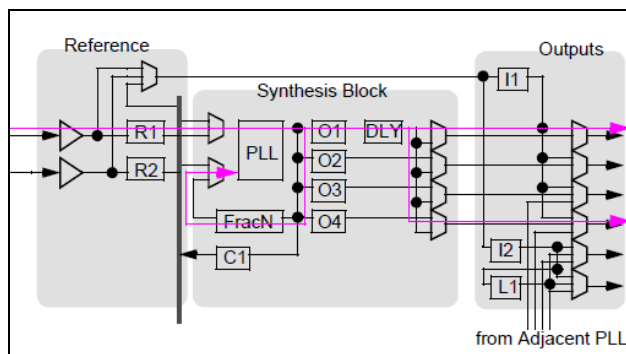 Reference
Outputs
Synthesis Block
I1
R1
O1
DLY
O2
PLL
R2
O3
FracN
O4
C1
I2
L1
from Adjacent PLL